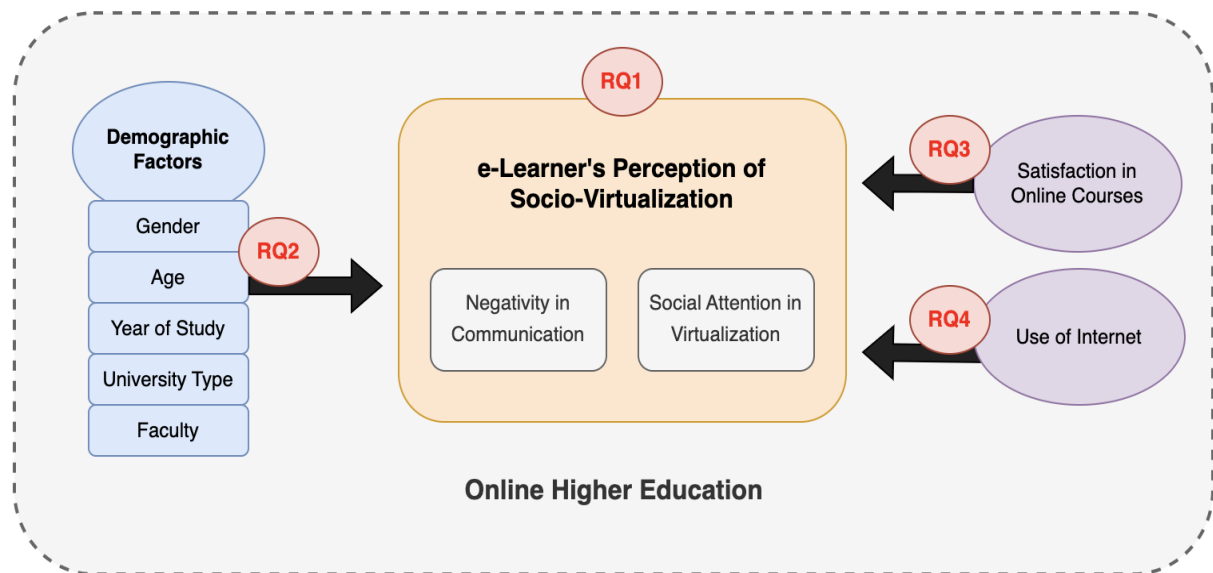 Demographic
Factors
Gender
Age
Year of Study
University Type
Faculty
RQ2
RQ1
e-Learner's Perception of
Socio-Virtualization
Negativity in
Communication
Social Attention in
Virtualization
RQ3
Satisfaction in
Online Courses
RQ4
Use of Internet
Online Higher Education